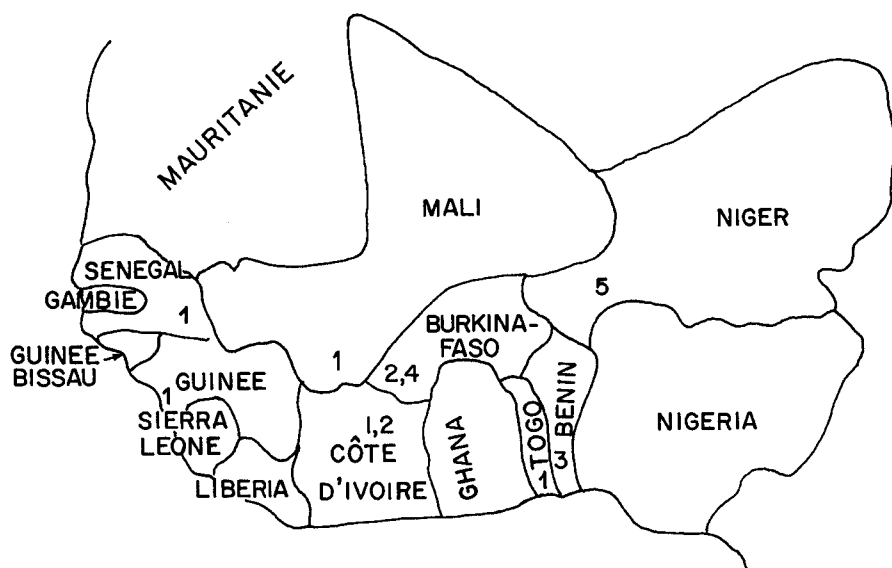 MAURITANIE
MALI
NIGER
SENEGAL
GAMBIE
1
5
BURKINA-
FASO
GUINEE
BISSAU
GUINEE
1
1
2,4
SIERRA
LEONE
1,2
CÔTE
D'IVOIRE
LIBERIA
GHANA
TOGO
1
BENIN
3
NIGERIA